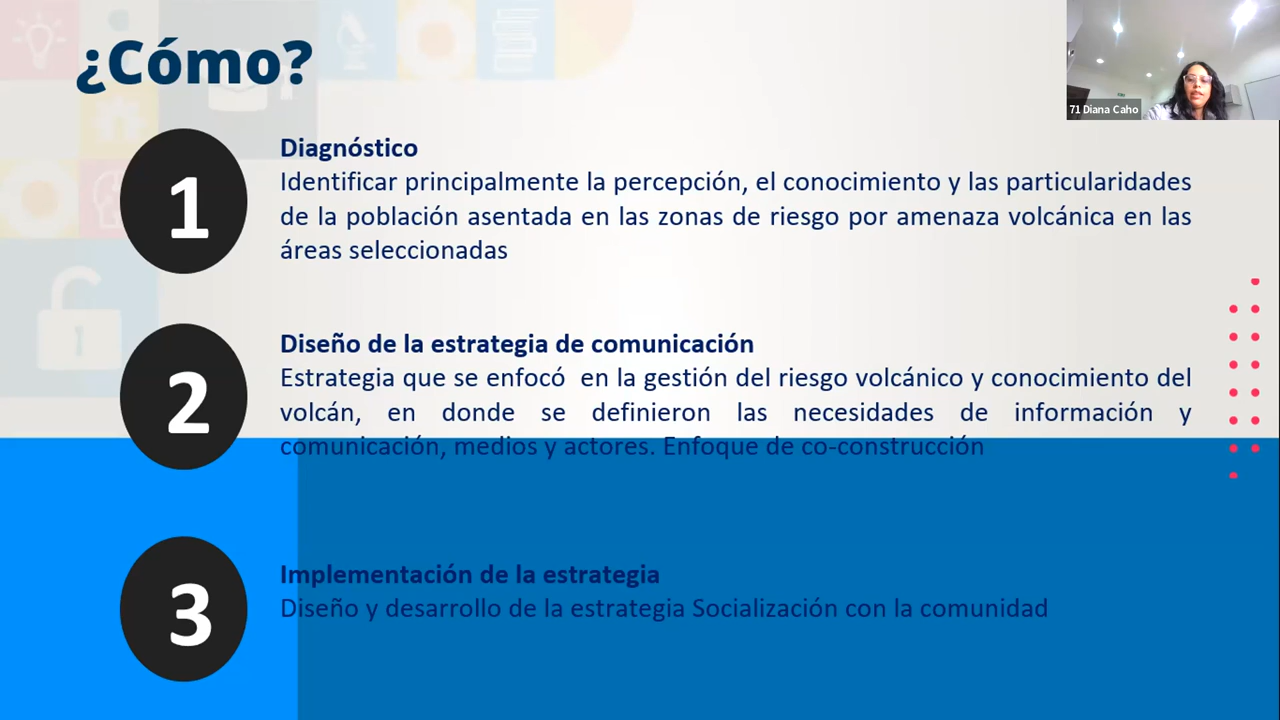 ¿Cómo?
71 Diana Caho
1
Diagnóstico
Identificar principalmente la percepción, el conocimiento y las particularidades
de la población asentada en las zonas de riesgo por amenaza volcánica en las
áreas seleccionadas
2
Diseño de la estrategia de comunicación
Estrategia que se enfocó en la gestión del riesgo volcánico y conocimiento del
volcán, en donde se definieron las necesidades de información y
comunicación, medios y actores. Enfoque de co-construcción
3
Implementación de la estrategia
Diseño y desarrollo de la estrategia Socialización con la comunidad